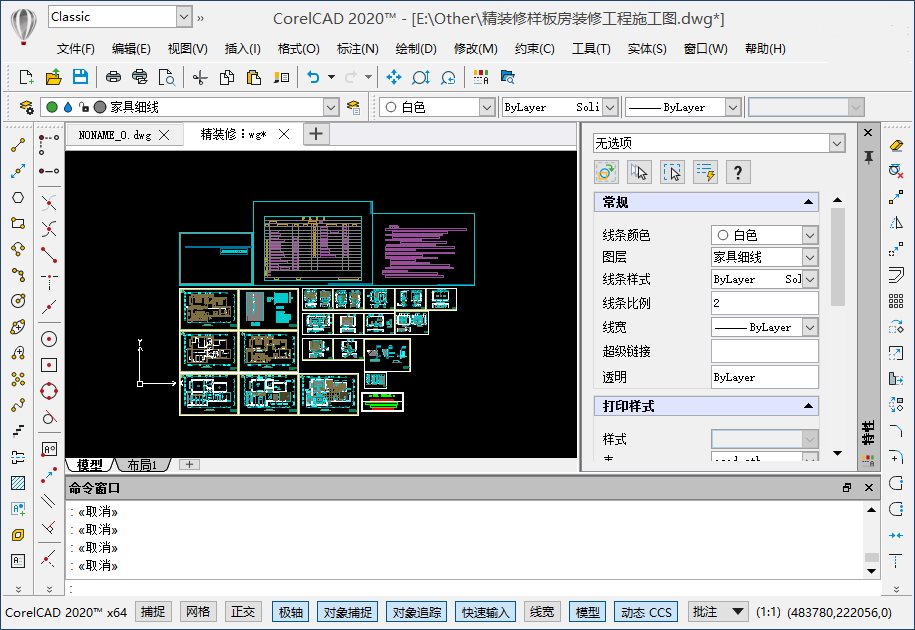 Classic
»
CorelCAD 2020™ - [E:\Other\精装修样板房装修工程施工图.dwg*]
文件(F) 编辑(E) 视图(V) 插入(I) 格式(O) 标注(N) 绘制(D) 修改(M) 约束(C) 工具(T) 实体(S) 窗口(W) 帮助(H)
家具细线 白色 ByLayer Soli ByLayer
NONAME_0.dwg 精装修⋮wg*
无选项
?
常规
线条颜色 白色
图层 家具细线
线条样式 ByLayer Sol
线条比例 2
线宽 ByLayer
超级链接
透明 ByLayer
打印样式
样式
特性
模型 布局1 +
命令窗口
: «取消»
: «取消»
: «取消»
: «取消»
:
CorelCAD 2020™ x64 捕捉 网格 正交 极轴 对象捕捉 对象追踪 快速输入 线宽 模型 动态 CCS 批注 (1:1) (483780,222056,0)